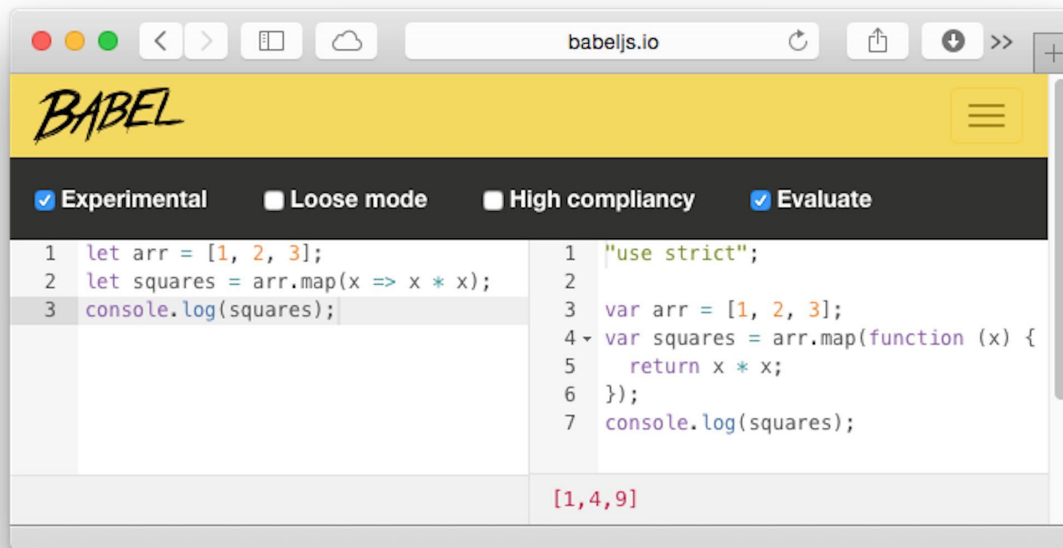 babeljs.io
BABEL
Experimental
Loose mode
High compliancy
Evaluate
1 let arr = [1, 2, 3];
2 let squares = arr.map(x => x * x);
3 console.log(squares);
1 "use strict";
2
3 var arr = [1, 2, 3];
4 var squares = arr.map(function (x) {
5 return x * x;
6 });
7 console.log(squares);
[1,4,9]